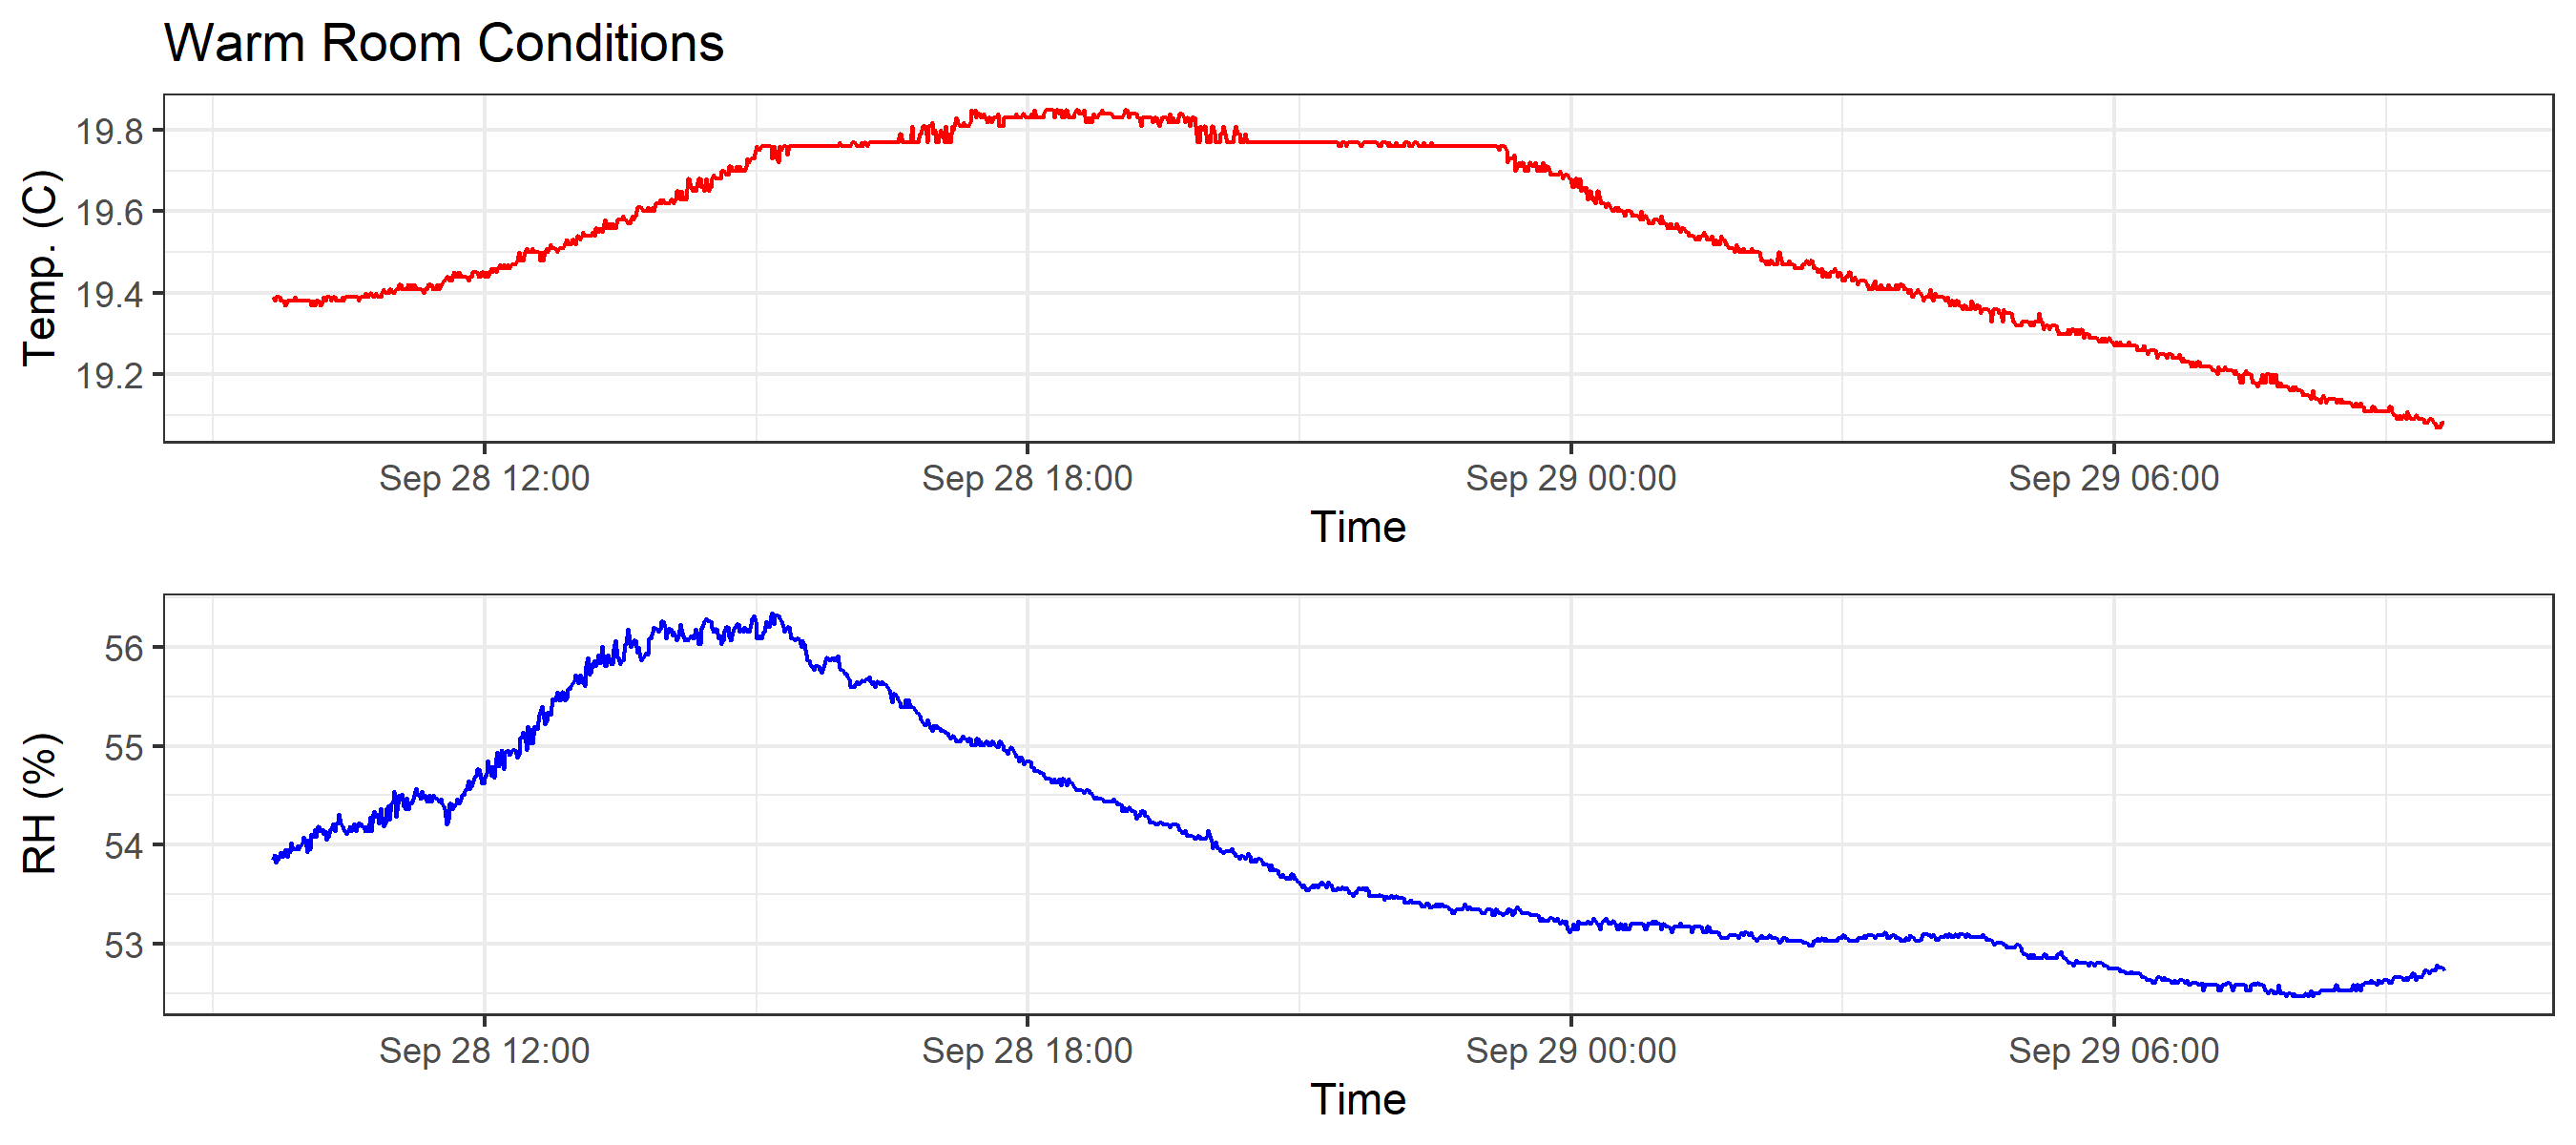 Warm Room Conditions
Temp. (C)
19.8
19.6
19.4
19.2
Sep 28 12:00 Sep 28 18:00 Sep 29 00:00 Sep 29 06:00
Time
RH (%)
56
55
54
53
Sep 28 12:00 Sep 28 18:00 Sep 29 00:00 Sep 29 06:00
Time